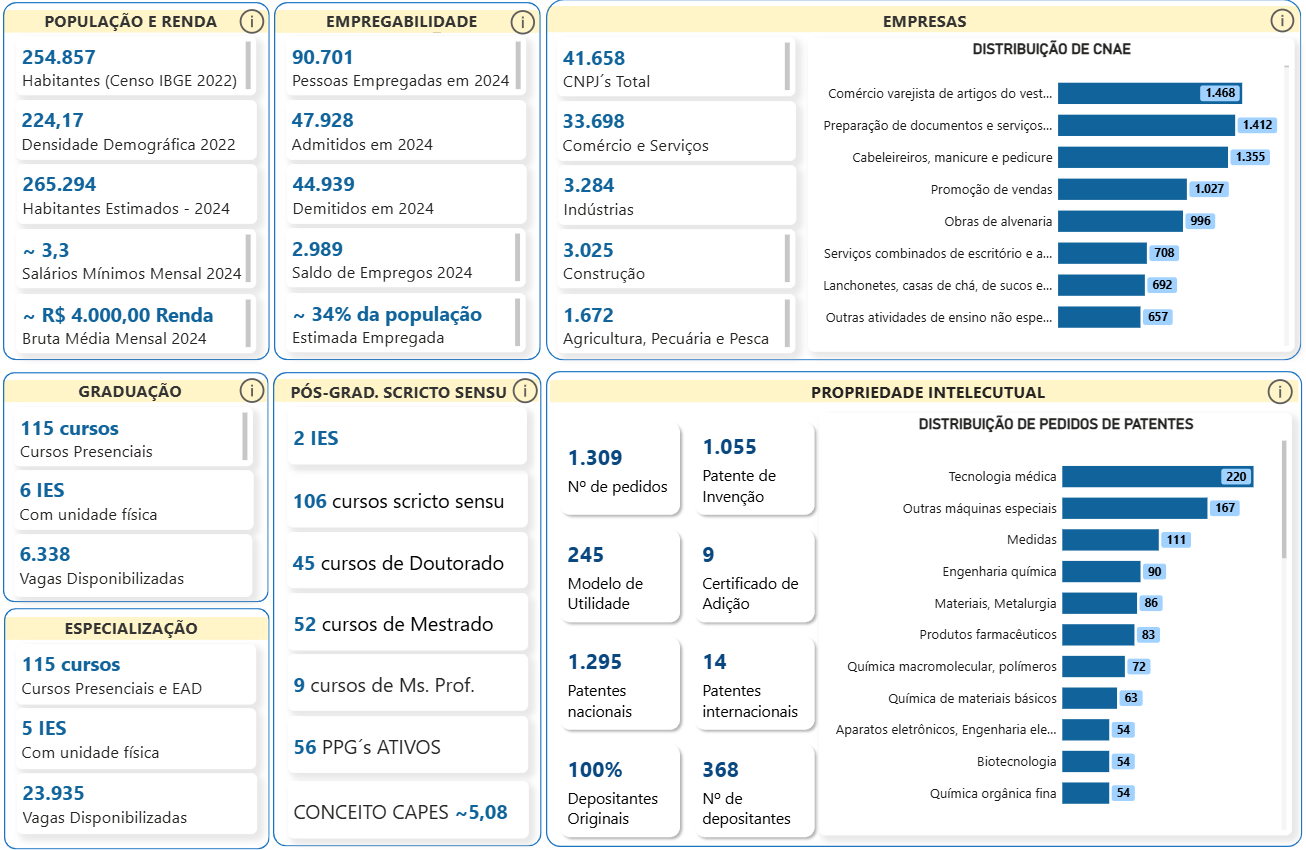 POPULAÇÃO E RENDA
254.857
Habitantes (Censo IBGE 2022)
224,17
Densidade Demográfica 2022
265.294
Habitantes Estimados - 2024
~ 3,3
Salários Mínimos Mensal 2024
~ R$ 4.000,00 Renda
Bruta Média Mensal 2024
EMPREGABILIDADE
90.701
Pessoas Empregadas em 2024
47.928
Admitidos em 2024
44.939
Demitidos em 2024
2.989
Saldo de Empregos 2024
~ 34% da população
Estimada Empregada
EMPRESAS
41.658
CNPJ´s Total
33.698
Comércio e Serviços
3.284
Indústrias
3.025
Construção
1.672
Agricultura, Pecuária e Pesca
DISTRIBUIÇÃO DE CNAE
Comércio varejista de artigos do vest... 1.468
Preparação de documentos e serviços... 1.412
Cabeleireiros, manicure e pedicure 1.355
Promoção de vendas 1.027
Obras de alvenaria 996
Serviços combinados de escritório e a... 708
Lanchonetes, casas de chá, de sucos e... 692
Outras atividades de ensino não espe... 657
GRADUAÇÃO
115 cursos
Cursos Presenciais
6 IES
Com unidade física
6.338
Vagas Disponibilizadas
ESPECIALIZAÇÃO
115 cursos
Cursos Presenciais e EAD
5 IES
Com unidade física
23.935
Vagas Disponibilizadas
PÓS-GRAD. SCRICTO SENSU
2 IES
106 cursos scricto sensu
45 cursos de Doutorado
52 cursos de Mestrado
9 cursos de Ms. Prof.
56 PPG´s ATIVOS
CONCEITO CAPES ~5,08
PROPRIEDADE INTELECUTUAL
1.309
Nº de pedidos
1.055
Patente de
Invenção
245
Modelo de
Utilidade
9
Certificado de
Adição
1.295
Patentes
nacionais
14
Patentes
internacionais
100%
Depositantes
Originais
368
Nº de
depositantes
DISTRIBUIÇÃO DE PEDIDOS DE PATENTES
Tecnologia médica 220
Outras máquinas especiais 167
Medidas 111
Engenharia química 90
Materiais, Metalurgia 86
Produtos farmacêuticos 83
Química macromolecular, polímeros 72
Química de materiais básicos 63
Aparatos eletrônicos, Engenharia ele... 54
Biotecnologia 54
Química orgânica fina 54